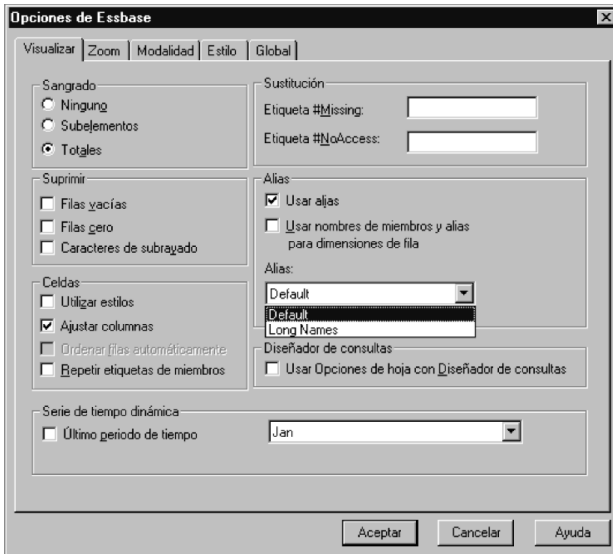 Opciones de Essbase
Visualizar Zoom Modalidad Estilo Global
Sangrado
Ninguno
Subelementos
Totales
Sustitución
Etiqueta #Missing:
Etiqueta #NoAccess:
Suprimir
Filas vacías
Filas cero
Caracteres de subrayado
Alias
Usar alias
Usar nombres de miembros y alias
para dimensiones de fila
Alias:
Default
Default
Long Names
Celdas
Utilizar estilos
Ajustar columnas
Ordenar filas automáticamente
Repetir etiquetas de miembros
Diseñador de consultas
Usar Opciones de hoja con Diseñador de consultas
Serie de tiempo dinámica
Último periodo de tiempo
Jan
Aceptar Cancelar Ayuda